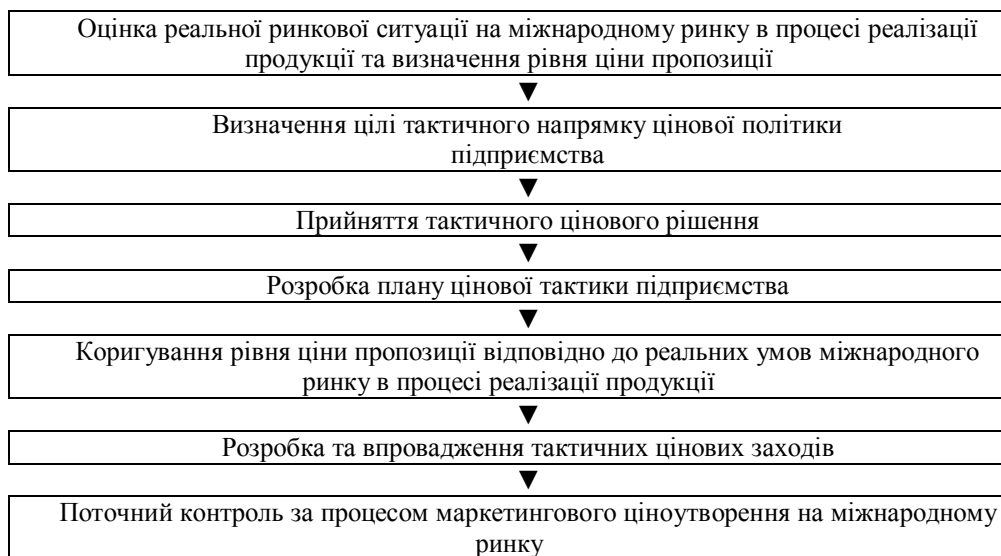 Оцінка реальної ринкової ситуації на міжнародному ринку в процесі реалізації
продукції та визначення рівня ціни пропозиції
Визначення цілі тактичного напрямку цінової політики
підприємства
Прийняття тактичного цінового рішення
Розробка плану цінової тактики підприємства
Коригування рівня ціни пропозиції відповідно до реальних умов міжнародного
ринку в процесі реалізації продукції
Розробка та впровадження тактичних цінових заходів
Поточний контроль за процесом маркетингового ціноутворення на міжнародному
ринку